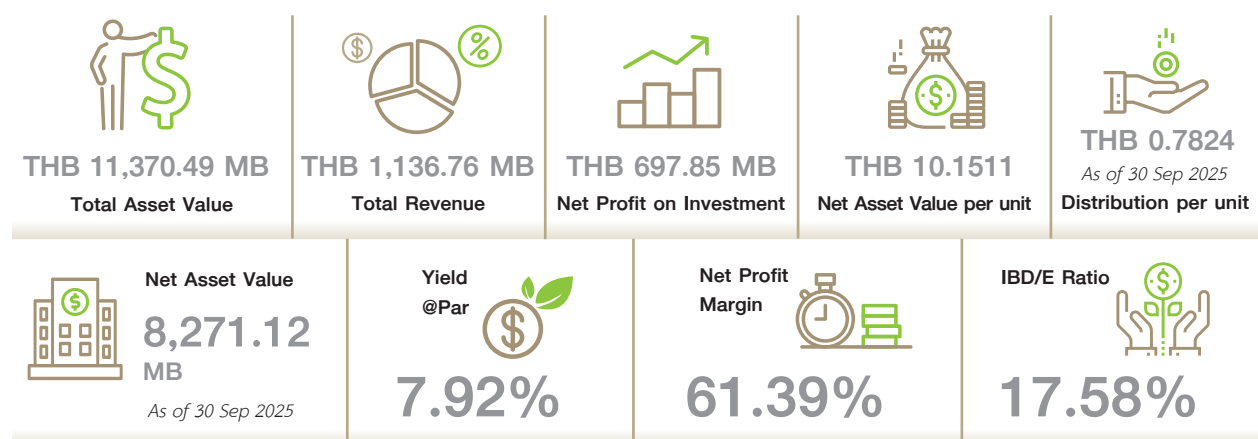 THB 11,370.49 MB
Total Asset Value
THB 1,136.76 MB
Total Revenue
THB 697.85 MB
Net Profit on Investment
THB 10.1511
Net Asset Value per unit
THB 0.7824
As of 30 Sep 2025
Distribution per unit
Net Asset Value
8,271.12
MB
As of 30 Sep 2025
Yield
@Par
7.92%
Net Profit
Margin
61.39%
IBD/E Ratio
17.58%